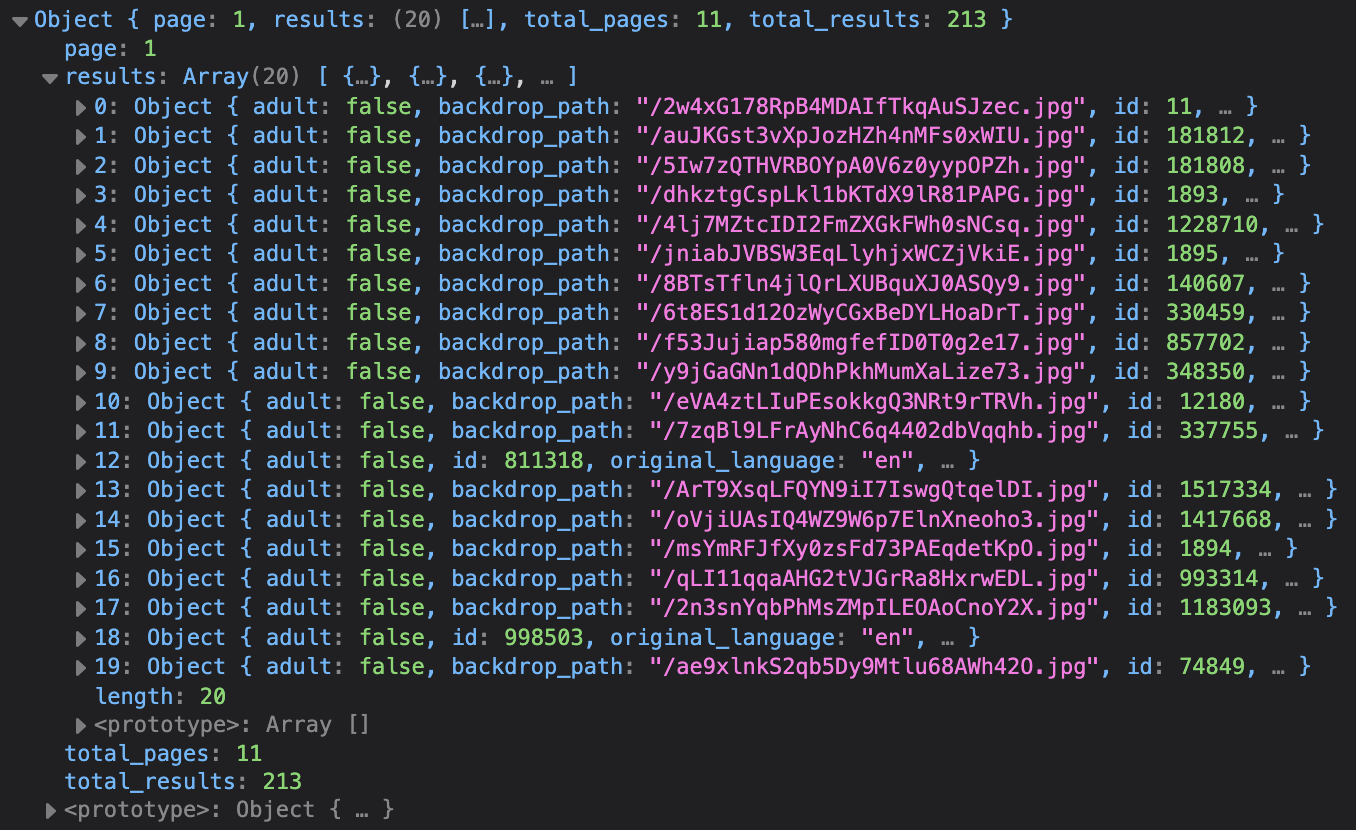 Object { page: 1, results: (20) […], total_pages: 11, total_results: 213 }
page: 1
results: Array(20) [ {…}, {…}, {…}, … ]
0: Object { adult: false, backdrop_path: "/2w4xG178RpB4MDAIfTkqAuSJzec.jpg", id: 11, … }
1: Object { adult: false, backdrop_path: "/auJKGst3vXpJozHZh4nMFs0xWIU.jpg", id: 181812, … }
2: Object { adult: false, backdrop_path: "/5Iw7zQTHVRBOYpA0V6z0yypOPZh.jpg", id: 181808, … }
3: Object { adult: false, backdrop_path: "/dhkztgCspLkl1bKTdX9lR81PAPG.jpg", id: 1893, … }
4: Object { adult: false, backdrop_path: "/4lj7MZtcIDI2FmZXGkFWh0sNCsq.jpg", id: 1228710, … }
5: Object { adult: false, backdrop_path: "/jniabJVBSW3EqLlyhjxWCZjVkiE.jpg", id: 1895, … }
6: Object { adult: false, backdrop_path: "/8BTsTfln4jlQrLXUBquXJ0ASQy9.jpg", id: 140607, … }
7: Object { adult: false, backdrop_path: "/6t8ES1d12OzWyCGxBeDYLHoaDrT.jpg", id: 330459, … }
8: Object { adult: false, backdrop_path: "/f53Jujiap580mgfefID0T0g2e17.jpg", id: 857702, … }
9: Object { adult: false, backdrop_path: "/y9jGaGNn1dQDhPkhMumXaLize73.jpg", id: 348350, … }
10: Object { adult: false, backdrop_path: "/eVA4ztLIuPEsokkgQ3NRt9rTRVh.jpg", id: 12180, … }
11: Object { adult: false, backdrop_path: "/7zqBl9LFrAyNhC6q4402dbVqqhb.jpg", id: 337755, … }
12: Object { adult: false, id: 811318, original_language: "en", … }
13: Object { adult: false, backdrop_path: "/ArT9XsqLFQYN9iI7IswgQtqelDI.jpg", id: 1517334, … }
14: Object { adult: false, backdrop_path: "/oVjiUAsIQ4WZ9W6p7ElnXneoho3.jpg", id: 1417668, … }
15: Object { adult: false, backdrop_path: "/msYmRFJfXy0zsFd73PAEqdetKpO.jpg", id: 1894, … }
16: Object { adult: false, backdrop_path: "/qLI11qqaAHG2tVJGrRa8HxrwEDL.jpg", id: 993314, … }
17: Object { adult: false, backdrop_path: "/2n3snYqbPhMsZMpILEOAoCnoY2X.jpg", id: 1183093, … }
18: Object { adult: false, id: 998503, original_language: "en", … }
19: Object { adult: false, backdrop_path: "/ae9xlnkS2qb5Dy9Mtlu68AWh42O.jpg", id: 74849, … }
length: 20
<prototype>: Array []
total_pages: 11
total_results: 213
<prototype>: Object { … }